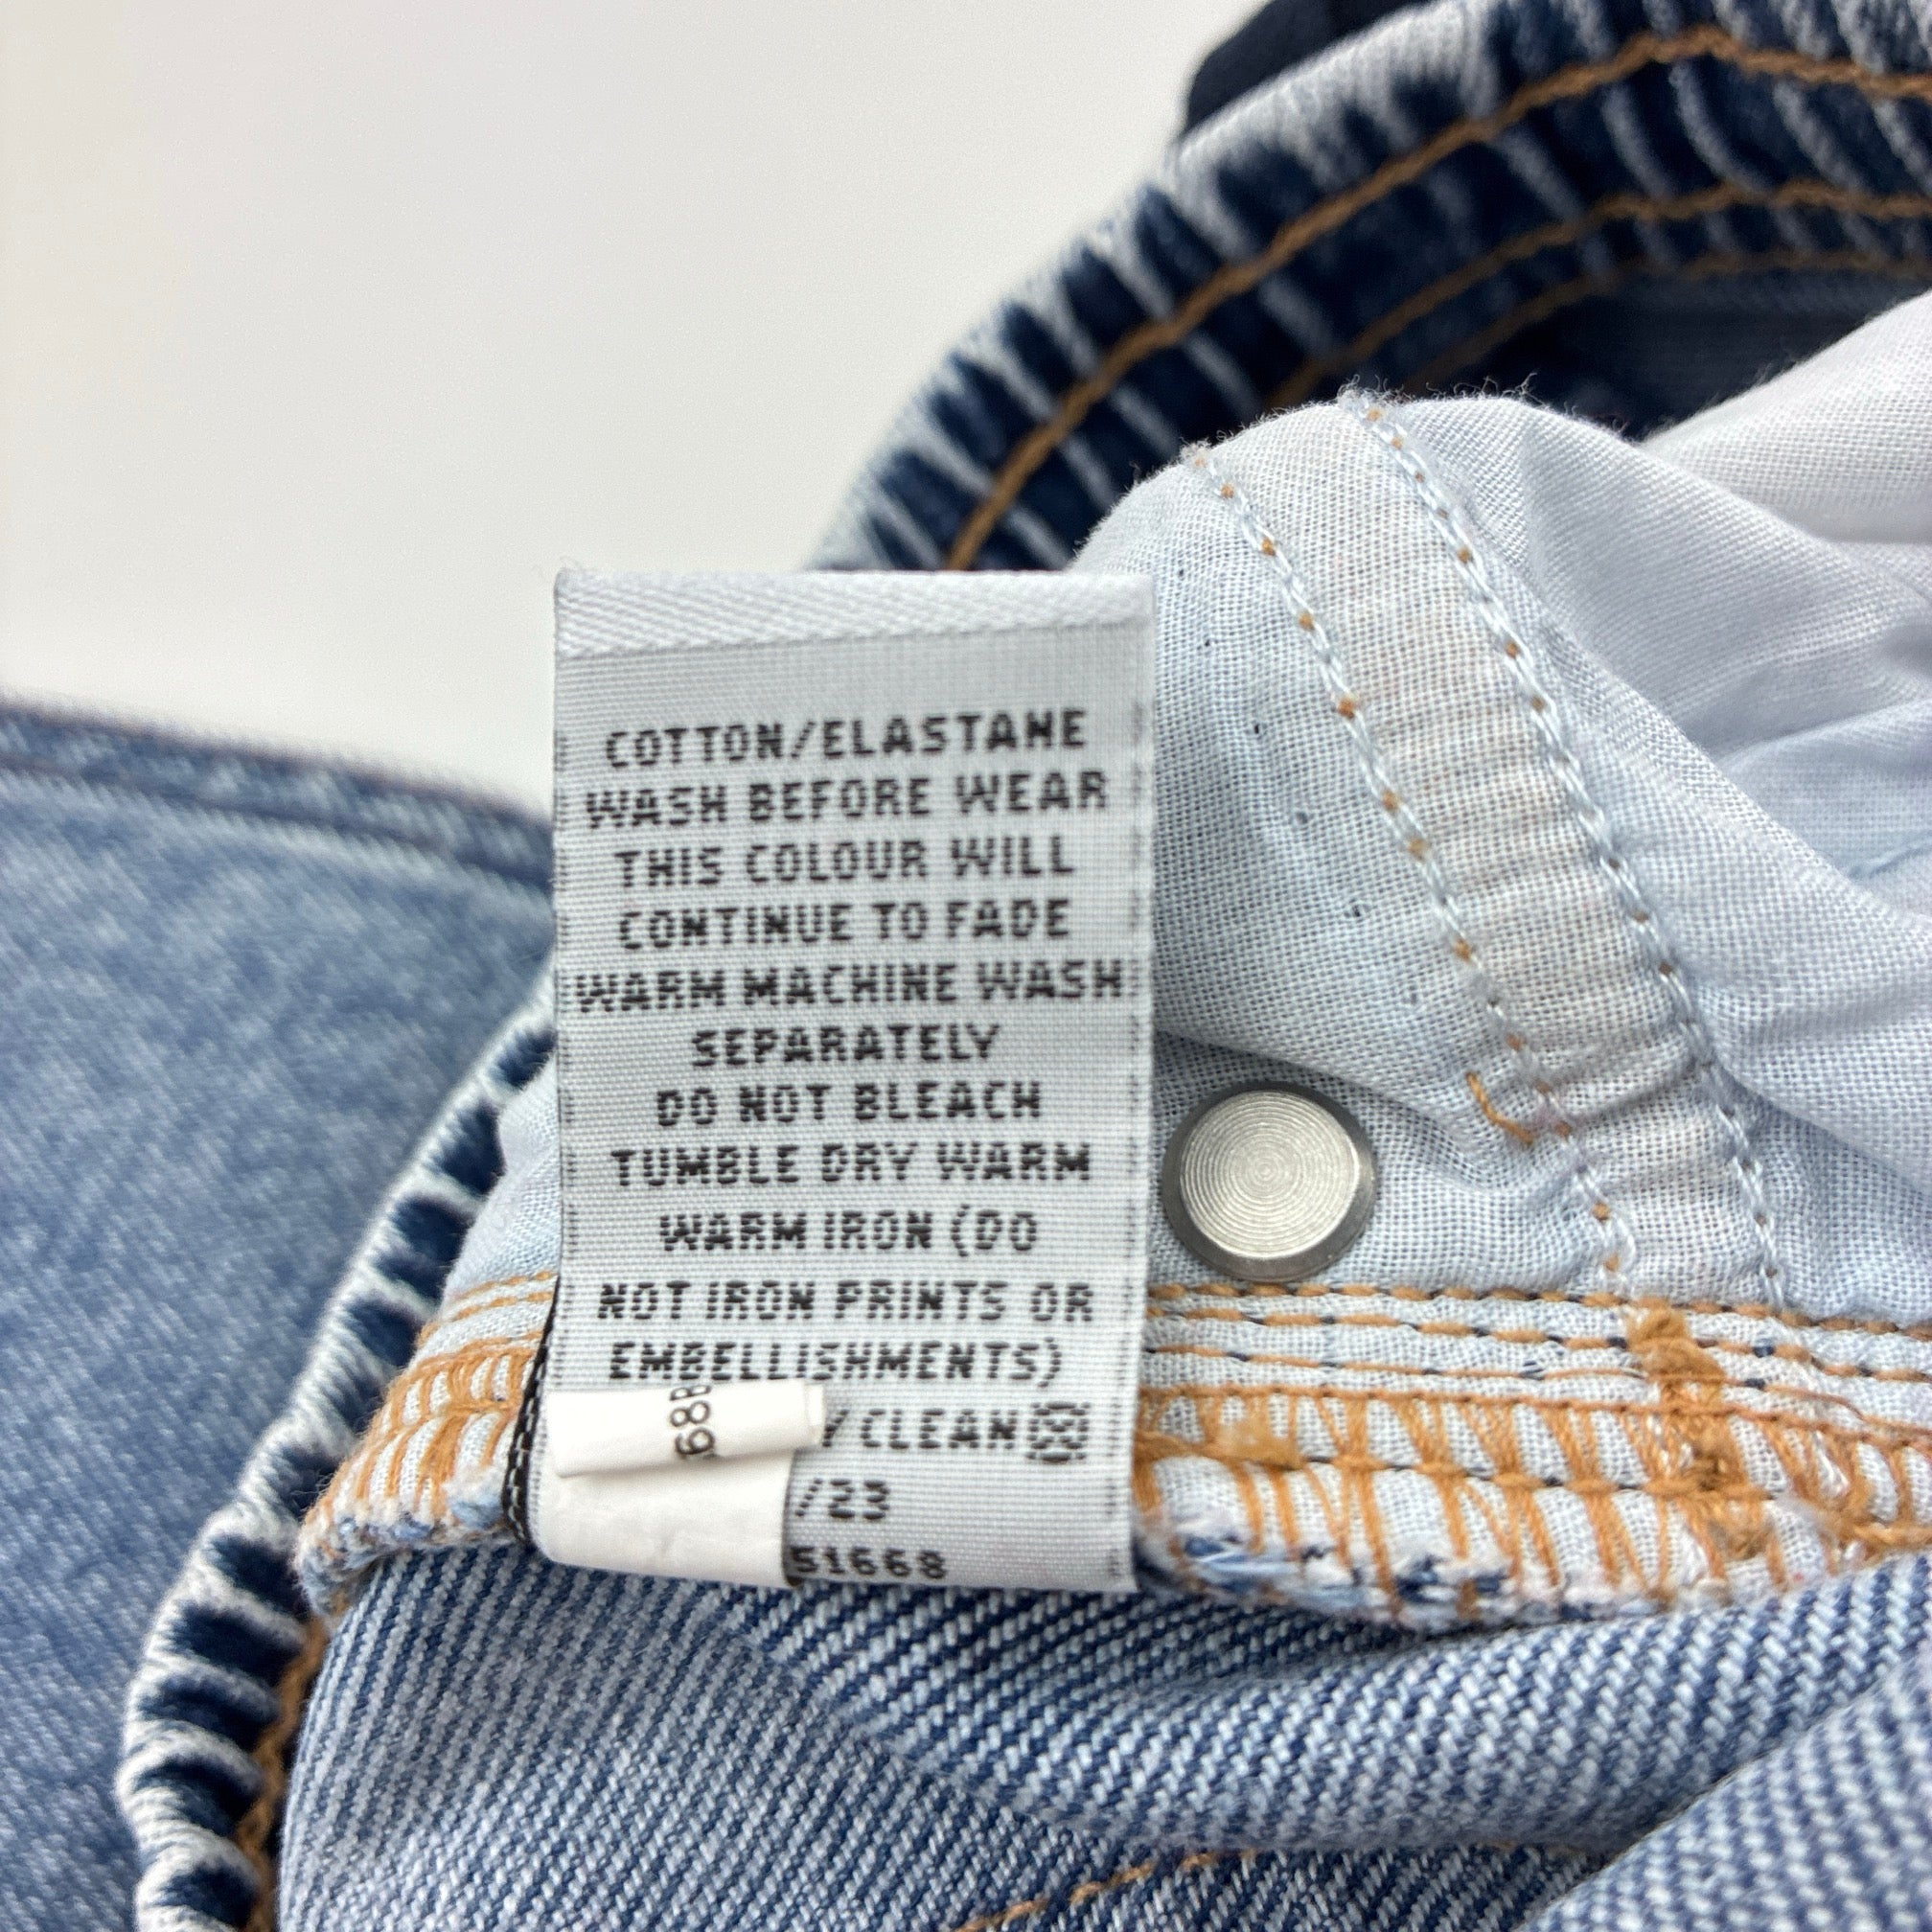 COTTON/ELASTANE
WASH BEFORE WEAR
THIS COLOUR WILL
CONTINUE TO FADE
WARM MACHINE WASH
SEPARATELY
DO NOT BLEACH
TUMBLE DRY WARM
WARM IRON (DO
NOT IRON PRINTS OR
EMBELLISHMENTS)
Y CLEAN
/23
51668